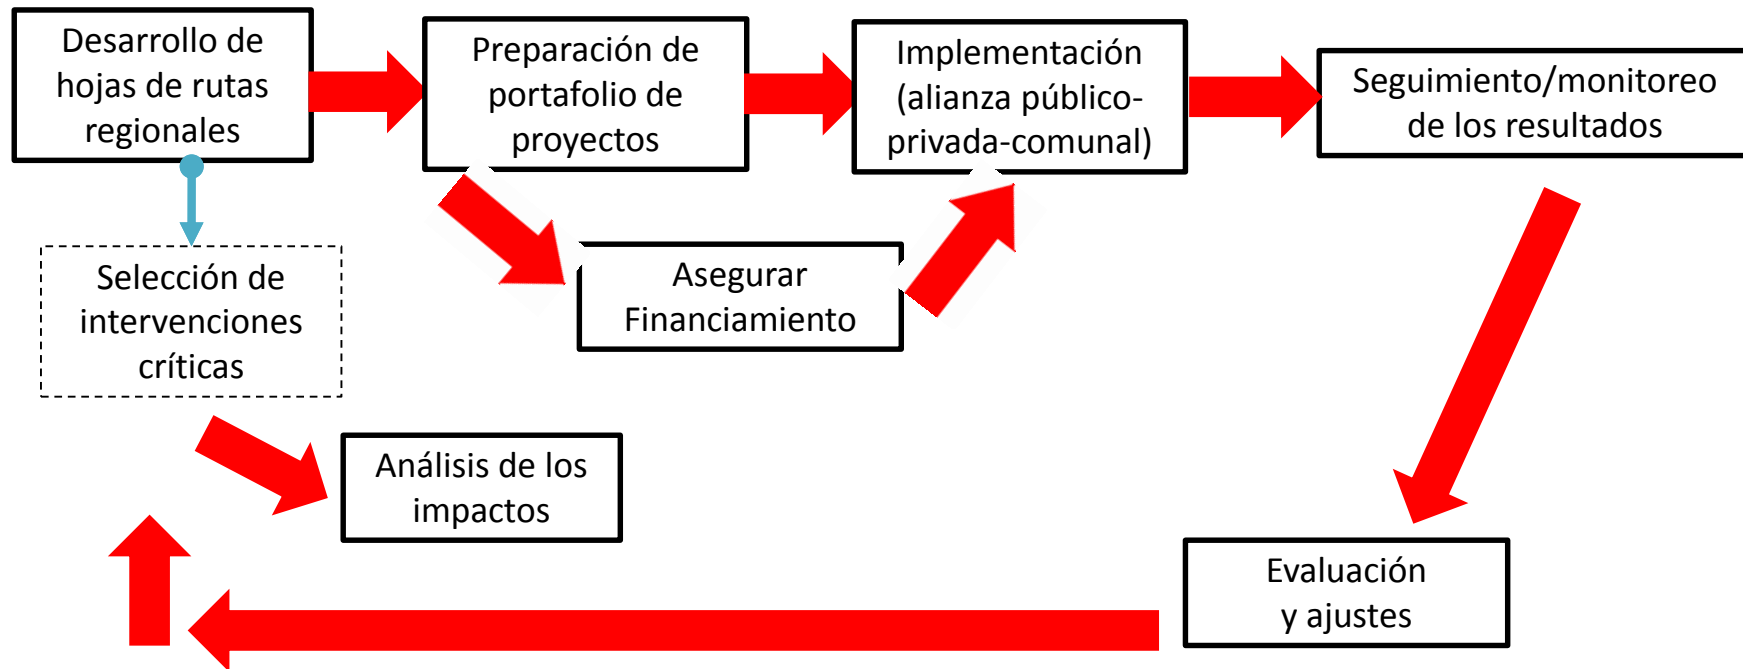 Desarrollo de
hojas de rutas
regionales
Preparación de
portafolio de
proyectos
Implementación
(alianza público-
privada-comunal)
Seguimiento/monitoreo
de los resultados
Selección de
intervenciones
críticas
Asegurar
Financiamiento
Análisis de los
impactos
Evaluación
y ajustes